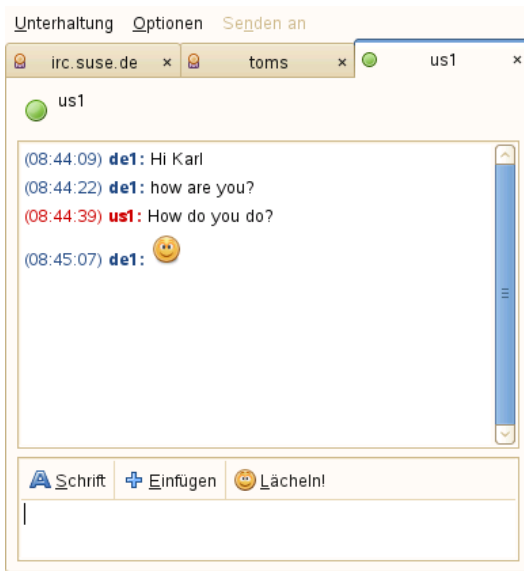 Unterhaltung Optionen Senden an
irc.suse.de × toms × us1 ×
us1
(08:44:09) de1: Hi Karl
(08:44:22) de1: how are you?
(08:44:39) us1: How do you do?
(08:45:07) de1:
Schrift Einfügen Lächeln!